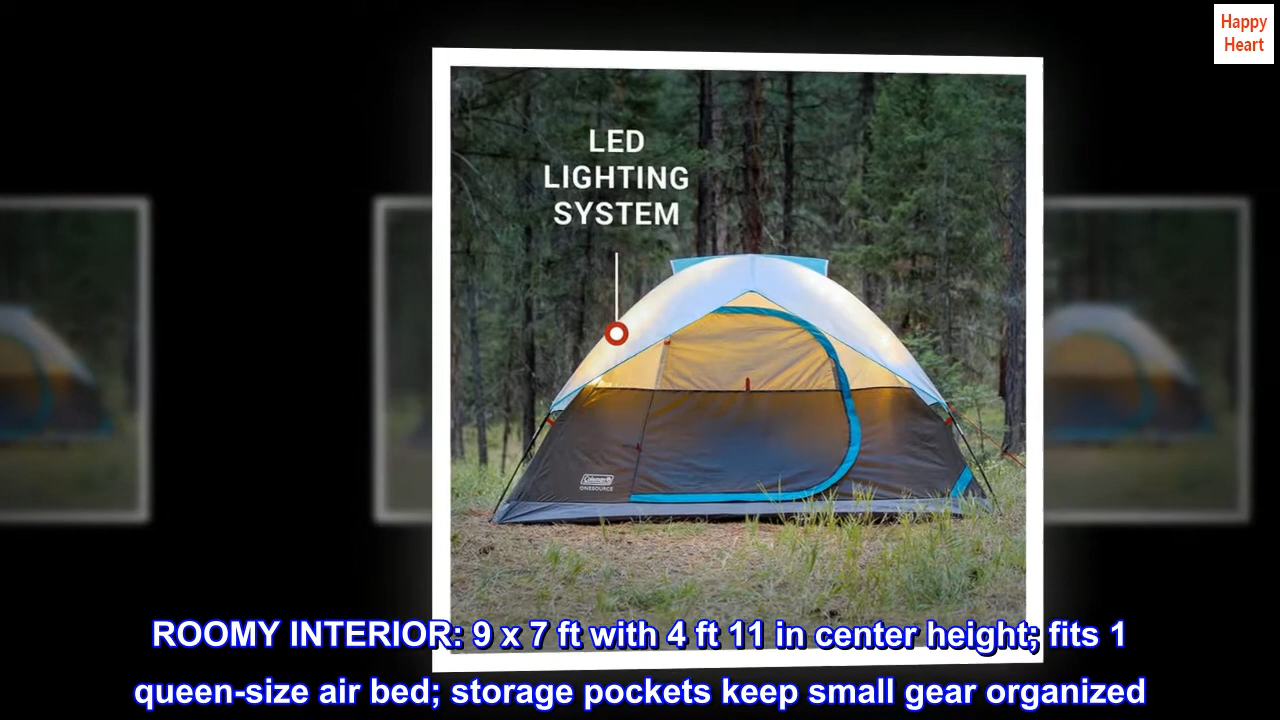 Happy
Heart
LED
LIGHTING
SYSTEM
Coleman
ONESOURCE
ROOMY INTERIOR: 9 x 7 ft with 4 ft 11 in center height; fits 1
queen-size air bed; storage pockets keep small gear organized